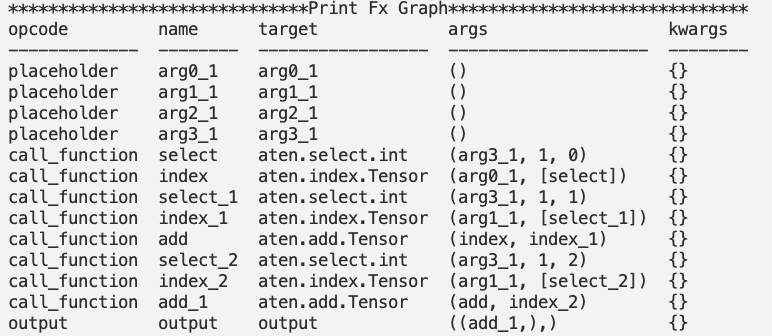 ******************************Print Fx Graph******************************
opcode         name      target            args                  kwargs
-------------  --------  ----------------  --------------------  --------
placeholder    arg0_1    arg0_1            ()                    {}
placeholder    arg1_1    arg1_1            ()                    {}
placeholder    arg2_1    arg2_1            ()                    {}
placeholder    arg3_1    arg3_1            ()                    {}
call_function  select    aten.select.int   (arg3_1, 1, 0)        {}
call_function  index     aten.index.Tensor  (arg0_1, [select])    {}
call_function  select_1  aten.select.int   (arg3_1, 1, 1)        {}
call_function  index_1   aten.index.Tensor  (arg1_1, [select_1])  {}
call_function  add       aten.add.Tensor   (index, index_1)      {}
call_function  select_2  aten.select.int   (arg3_1, 1, 2)        {}
call_function  index_2   aten.index.Tensor  (arg1_1, [select_2])  {}
call_function  add_1     aten.add.Tensor   (add, index_2)        {}
output         output    output            ((add_1,),)           {}